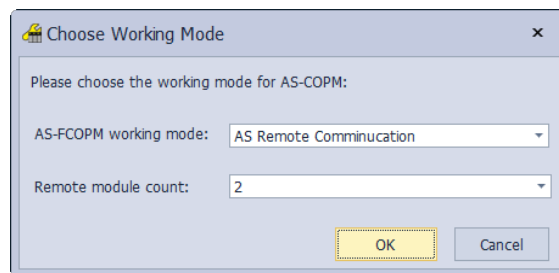 Choose Working Mode
Please choose the working mode for AS-COPM:
AS-FCOPM working mode: AS Remote Comminucation
Remote module count: 2
OK Cancel